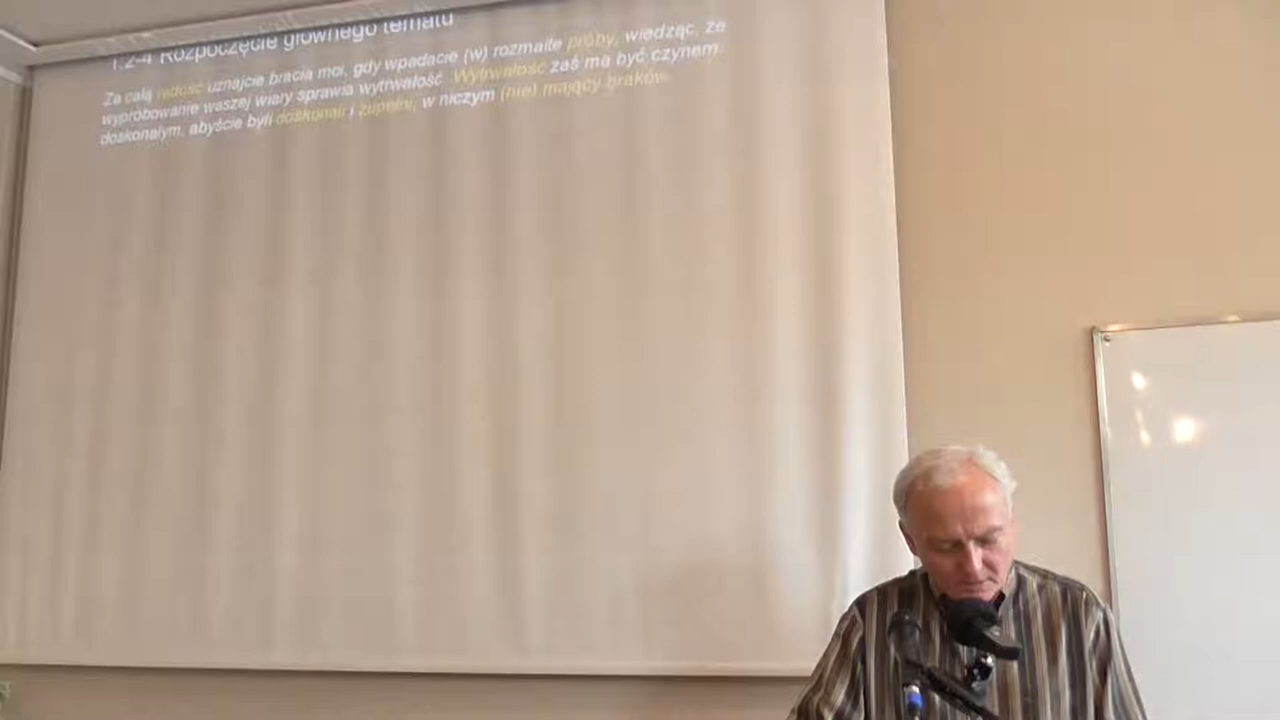 1.2-4 Rozpoczęcie głównego tematu
Za całą radość uznajcie bracia moi, gdy wpadacie (w) rozmaite próby, wiedząc, że
wypróbowanie waszej wiary sprawia wytrwałość. Wytrwałość zaś ma być czynem
doskonałym, abyście byli doskonali i zupełni, w niczym (nie) mający braków.